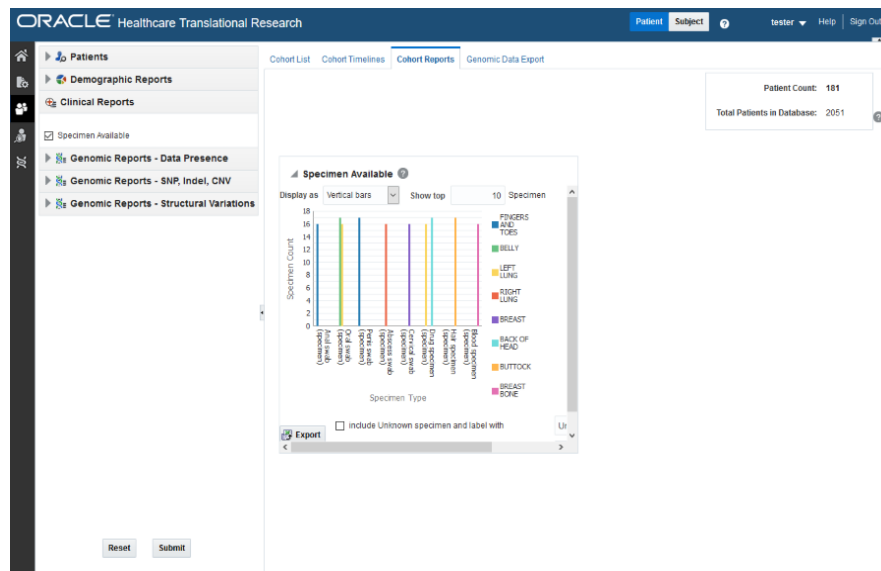 ORACLE Healthcare Translational Research
Patient Subject ? tester Help Sign Out
Patients
Demographic Reports
Clinical Reports
Specimen Available
Genomic Reports - Data Presence
Genomic Reports - SNP, Indel, CNV
Genomic Reports - Structural Variations
Reset Submit
Cohort List Cohort Timelines Cohort Reports Genomic Data Export
Patient Count: 181
Total Patients in Database: 2051
?
Specimen Available ?
Display as Vertical bars Show top 10 Specimen
18
16
14
12
10
8
6
4
2
0
Specimen Count
Anal swab
(specimen)
Oral swab
(specimen)
Penis swab
(specimen)
Abscess swab
(specimen)
Cervical swab
(specimen)
Drug specimen
(specimen)
Hair specimen
(specimen)
Blood specimen
(specimen)
Specimen Type
FINGERS
AND
TOES
BELLY
LEFT
LUNG
RIGHT
LUNG
BREAST
BACK OF
HEAD
BUTTOCK
BREAST
BONE
Export
include Unknown specimen and label with
Ur